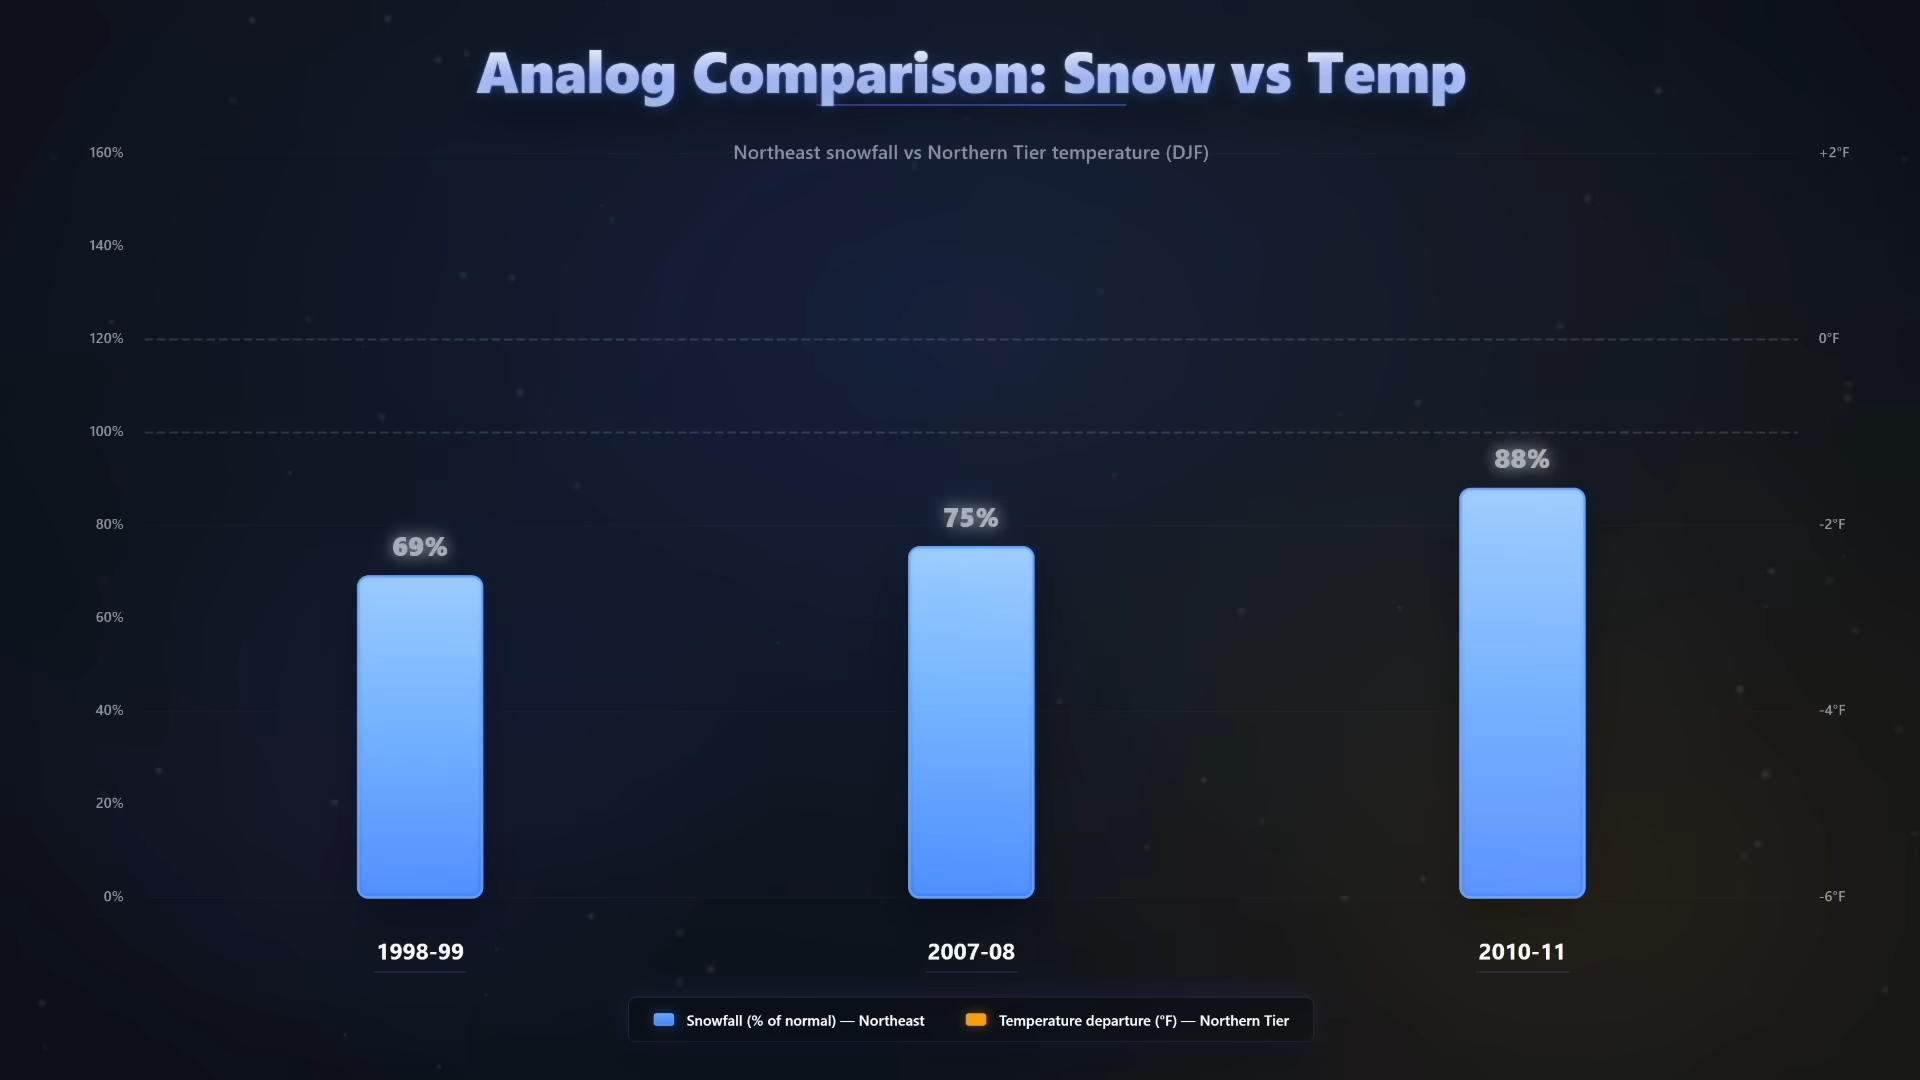 Analog Comparison: Snow vs Temp
Northeast snowfall vs Northern Tier temperature (DJF)
160%
+2°F
140%
120%
0°F
100%
88%
80%
-2°F
75%
69%
60%
40%
-4°F
20%
0%
-6°F
1998-99
2007-08
2010-11
Snowfall (% of normal) — Northeast
Temperature departure (°F) — Northern Tier